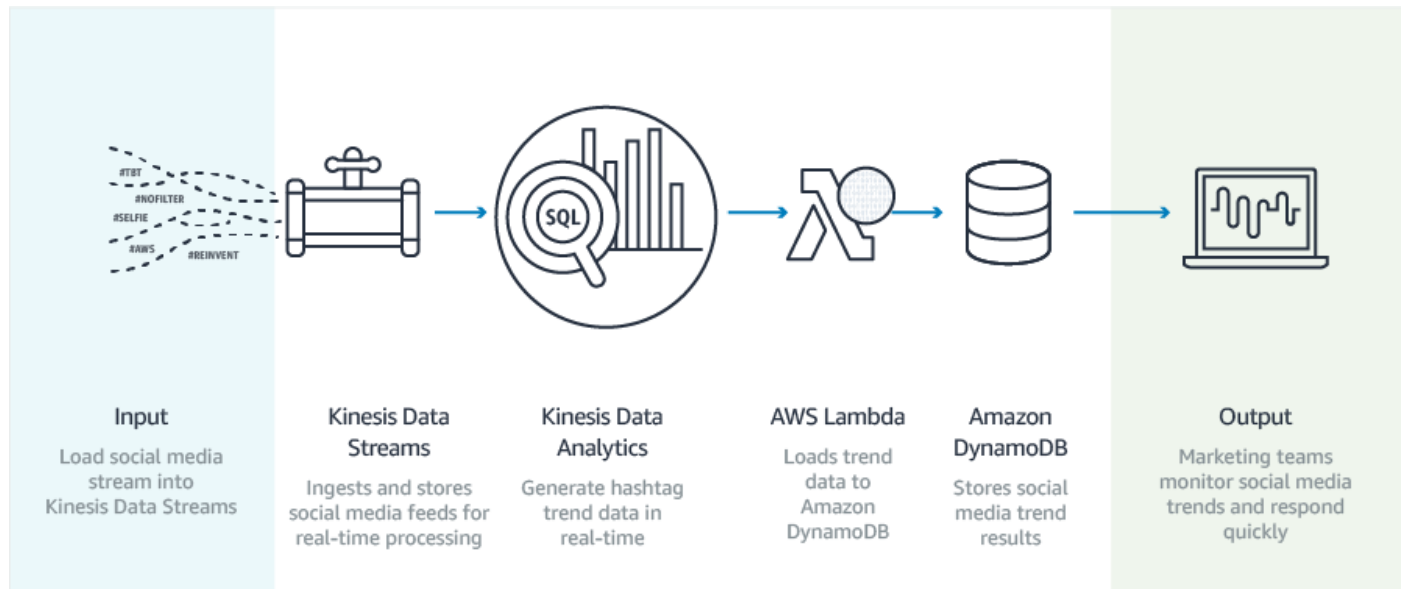 #TBT
#NOFILTER
#SELFIE
#AWS
#REINVENT
SQL
Input
Load social media
stream into
Kinesis Data Streams
Kinesis Data
Streams
Ingests and stores
social media feeds for
real-time processing
Kinesis Data
Analytics
Generate hashtag
trend data in
real-time
AWS Lambda
Loads trend
data to
Amazon
DynamoDB
Amazon
DynamoDB
Stores social
media trend
results
Output
Marketing teams
monitor social media
trends and respond
quickly